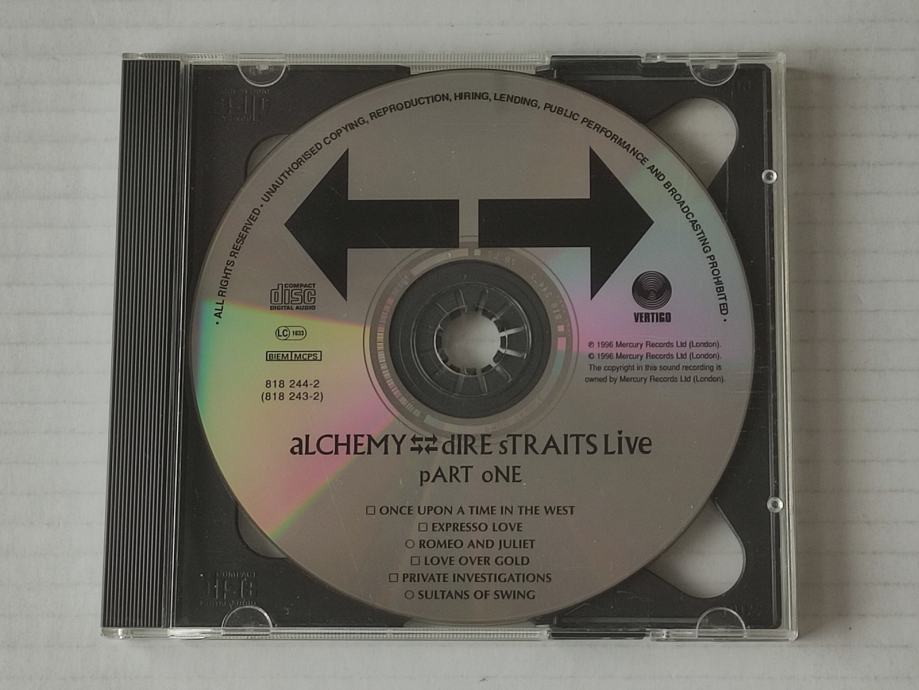 • ALL RIGHTS RESERVED • UNAUTHORISED COPYING, REPRODUCTION, HIRING, LENDING, PUBLIC PERFORMANCE AND BROADCASTING PROHIBITED •
COMPACT
disc
DIGITAL AUDIO
VERTIGO
LC 1633
BIEM MCPS
818 244-2
(818 243-2)
℗ 1996 Mercury Records Ltd (London).
© 1996 Mercury Records Ltd (London).
The copyright in this sound recording is
owned by Mercury Records Ltd (London).
aLCHEMY ⇆ dIRE sTRAITS Live
pART oNE
□ ONCE UPON A TIME IN THE WEST
□ EXPRESSO LOVE
○ ROMEO AND JULIET
□ LOVE OVER GOLD
□ PRIVATE INVESTIGATIONS
○ SULTANS OF SWING
COMPACT
disc